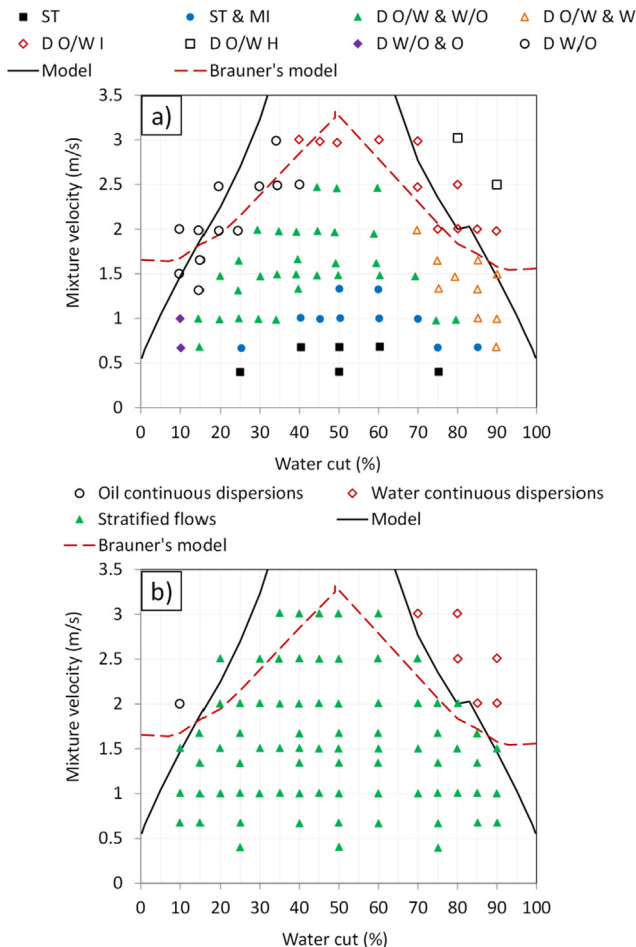 ST ST & MI D O/W & W/O D O/W & W
D O/W I D O/W H D W/O & O D W/O
Model Brauner's model
a)
3.5
3
2.5
2
1.5
1
0.5
0
Mixture velocity (m/s)
0 10 20 30 40 50 60 70 80 90 100
Water cut (%)
Oil continuous dispersions Water continuous dispersions
Stratified flows Model
Brauner's model
b)
3.5
3
2.5
2
1.5
1
0.5
0
Mixture velocity (m/s)
0 10 20 30 40 50 60 70 80 90 100
Water cut (%)